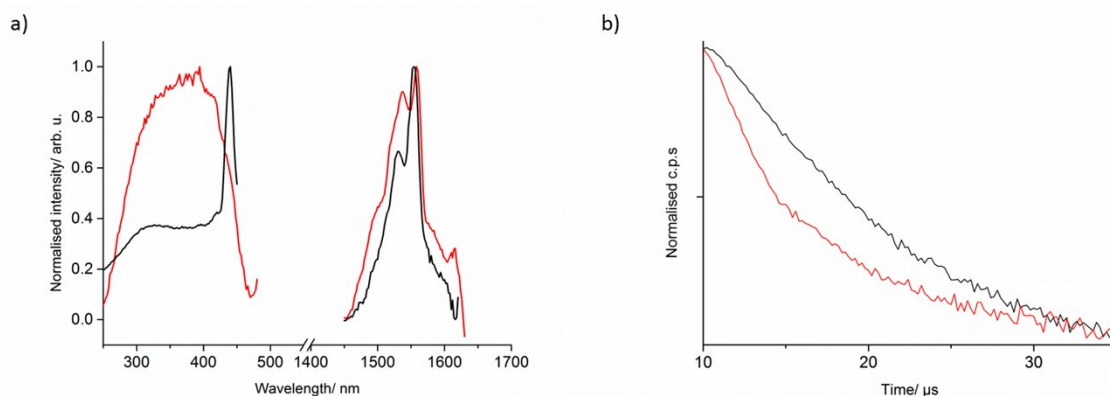 a)
Normalised intensity/ arb. u.
1.0
0.8
0.6
0.4
0.2
0.0
300 400 500 1400 1500 1600 1700
Wavelength/ nm
b)
Normalised c.p.s
10 20 30
Time/ µs